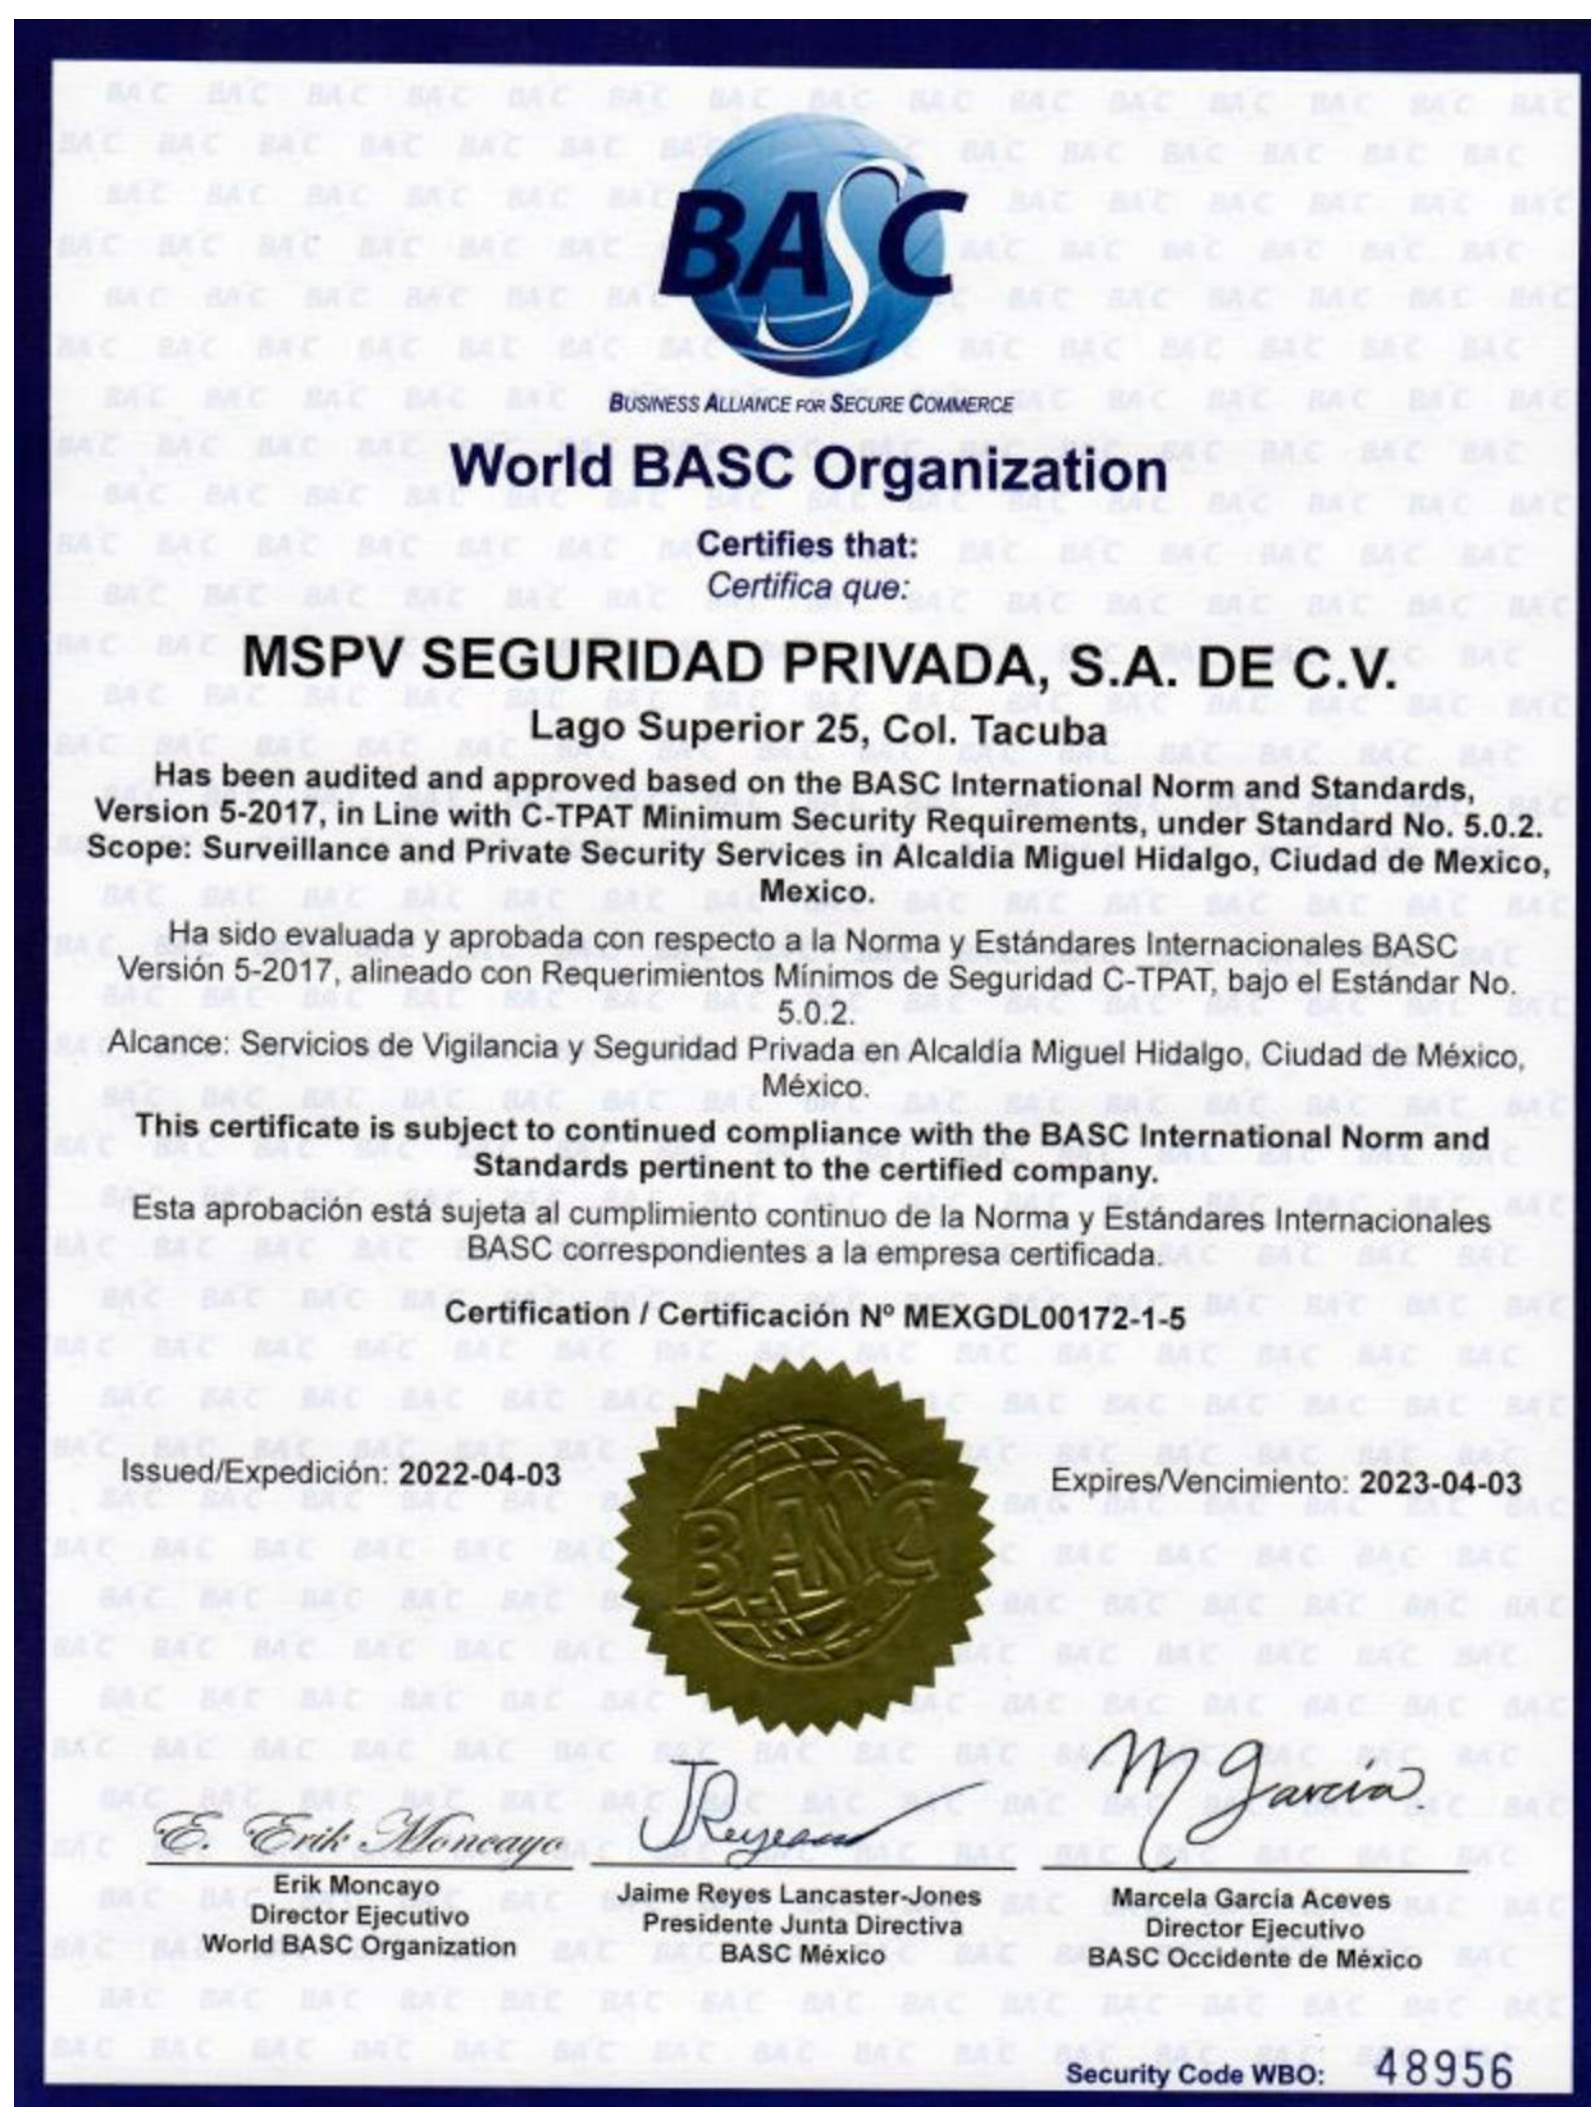 BASC
BUSINESS ALLIANCE FOR SECURE COMMERCE
World BASC Organization
Certifies that:
Certifica que:
MSPV SEGURIDAD PRIVADA, S.A. DE C.V.
Lago Superior 25, Col. Tacuba
Has been audited and approved based on the BASC International Norm and Standards,
Version 5-2017, in Line with C-TPAT Minimum Security Requirements, under Standard No. 5.0.2.
Scope: Surveillance and Private Security Services in Alcaldia Miguel Hidalgo, Ciudad de Mexico,
Mexico.
Ha sido evaluada y aprobada con respecto a la Norma y Estándares Internacionales BASC
Versión 5-2017, alineado con Requerimientos Mínimos de Seguridad C-TPAT, bajo el Estándar No.
5.0.2.
Alcance: Servicios de Vigilancia y Seguridad Privada en Alcaldía Miguel Hidalgo, Ciudad de México,
México.
This certificate is subject to continued compliance with the BASC International Norm and
Standards pertinent to the certified company.
Esta aprobación está sujeta al cumplimiento continuo de la Norma y Estándares Internacionales
BASC correspondientes a la empresa certificada.
Certification / Certificación Nº MEXGDL00172-1-5
Issued/Expedición: 2022-04-03
Expires/Vencimiento: 2023-04-03
BASC
E. Erik Moncayo
JReyes
M García
Erik Moncayo
Director Ejecutivo
World BASC Organization
Jaime Reyes Lancaster-Jones
Presidente Junta Directiva
BASC México
Marcela García Aceves
Director Ejecutivo
BASC Occidente de México
Security Code WBO: 48956